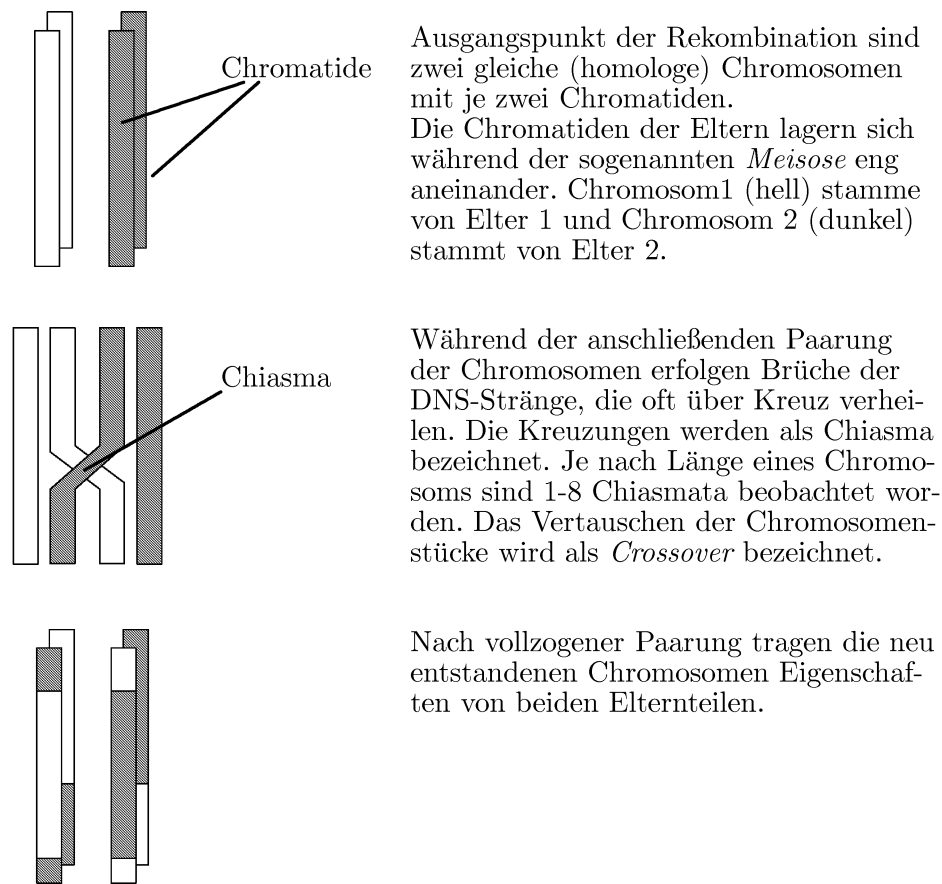 Chromatide
Ausgangspunkt der Rekombination sind
zwei gleiche (homologe) Chromosomen
mit je zwei Chromatiden.
Die Chromatiden der Eltern lagern sich
während der sogenannten Meisose eng
aneinander. Chromosom1 (hell) stamme
von Elter 1 und Chromosom 2 (dunkel)
stammt von Elter 2.
Chiasma
Während der anschließenden Paarung
der Chromosomen erfolgen Brüche der
DNS-Stränge, die oft über Kreuz verhei-
len. Die Kreuzungen werden als Chiasma
bezeichnet. Je nach Länge eines Chromo-
soms sind 1-8 Chiasmata beobachtet wor-
den. Das Vertauschen der Chromosomen-
stücke wird als Crossover bezeichnet.
Nach vollzogener Paarung tragen die neu
entstandenen Chromosomen Eigenschaf-
ten von beiden Elternteilen.